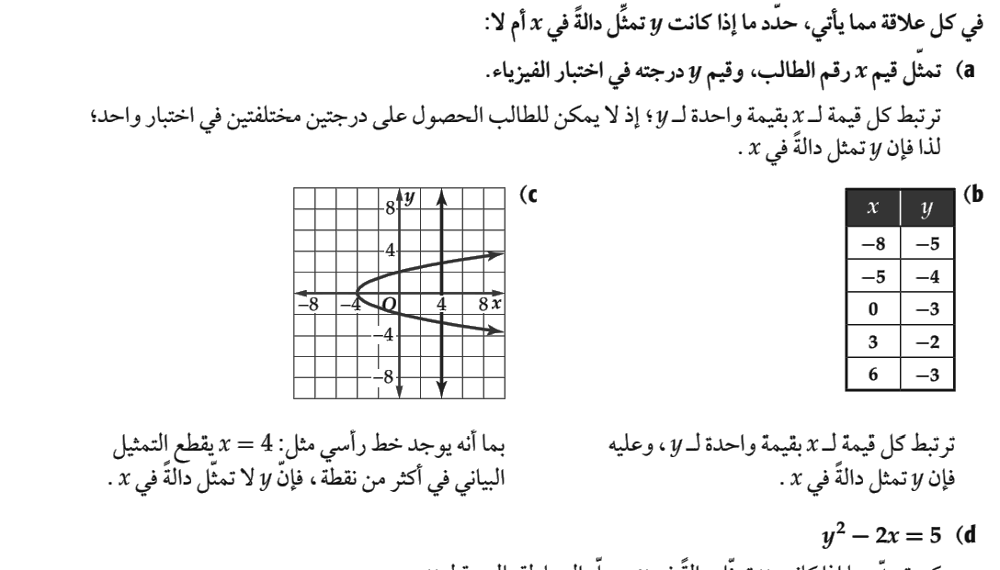 في كل علاقة مما يأتي، حدّد ما إذا كانت y تمثِّل دالةً في x أم لا:
a) تمثّل قيم x رقم الطالب، وقيم y درجته في اختبار الفيزياء.
ترتبط كل قيمة لـ x بقيمة واحدة لـ y؛ إذ لا يمكن للطالب الحصول على درجتين مختلفتين في اختبار واحد؛
لذا فإن y تمثل دالةً في x .
b)
x y
−8 −5
−5 −4
0 −3
3 −2
6 −3
ترتبط كل قيمة لـ x بقيمة واحدة لـ y ، وعليه
فإن y تمثل دالةً في x .
c)
y
8
4
−8 −4 O 4 8 x
−4
−8
بما أنه يوجد خط رأسي مثل: x = 4 يقطع التمثيل
البياني في أكثر من نقطة ، فإنّ y لا تمثّل دالةً في x .
d) y² − 2x = 5